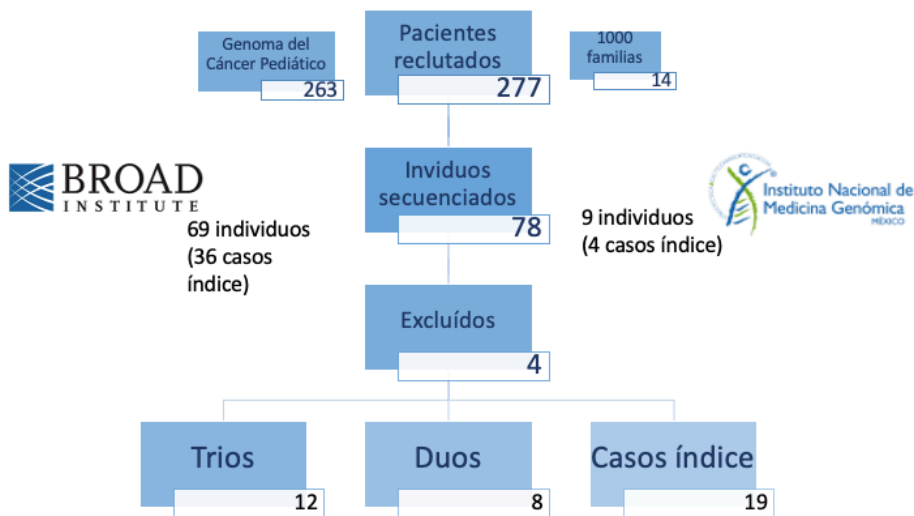 Genoma del
Cáncer Pediático
263
Pacientes
reclutados
277
1000
familias
14
BROAD
INSTITUTE
69 individuos
(36 casos
índice)
Inviduos
secuenciados
78
9 individuos
(4 casos índice)
Instituto Nacional de
Medicina Genómica
MÉXICO
Excluídos
4
Trios
12
Duos
8
Casos índice
19